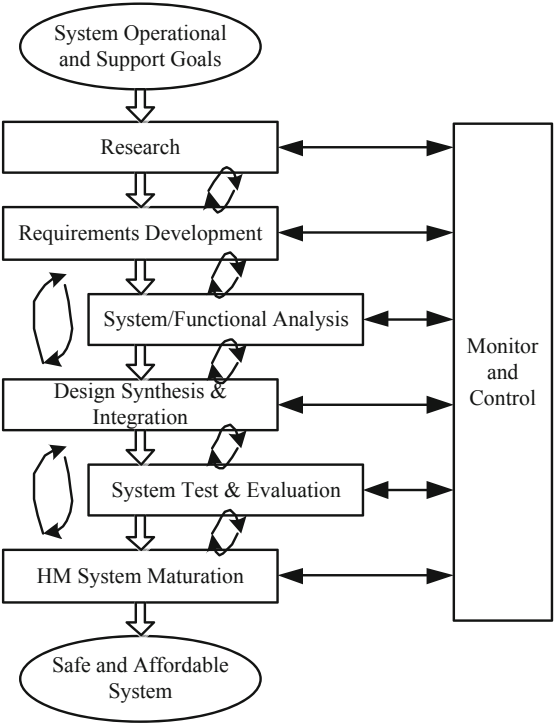 System Operational
and Support Goals
Research
Requirements Development
System/Functional Analysis
Monitor
and
Control
Design Synthesis &
Integration
System Test & Evaluation
HM System Maturation
Safe and Affordable
System